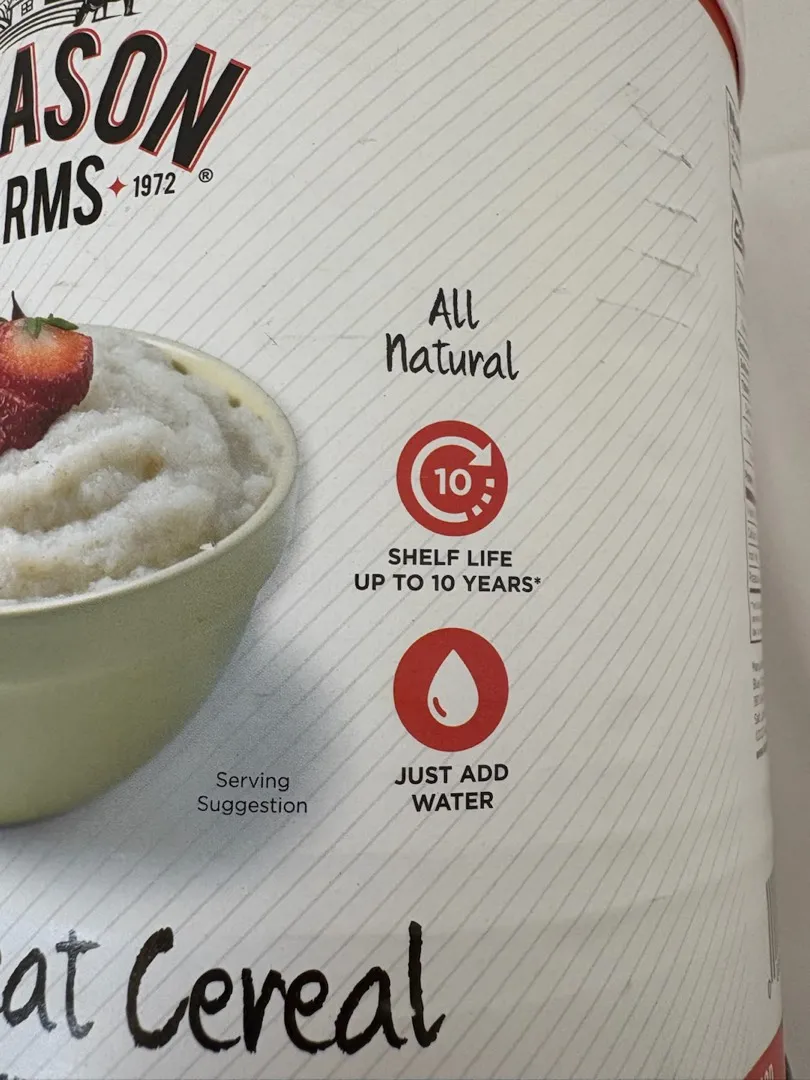 ASON
RMS 1972 ®
All
Natural
10
SHELF LIFE
UP TO 10 YEARS*
JUST ADD
WATER
Serving
Suggestion
at Cereal